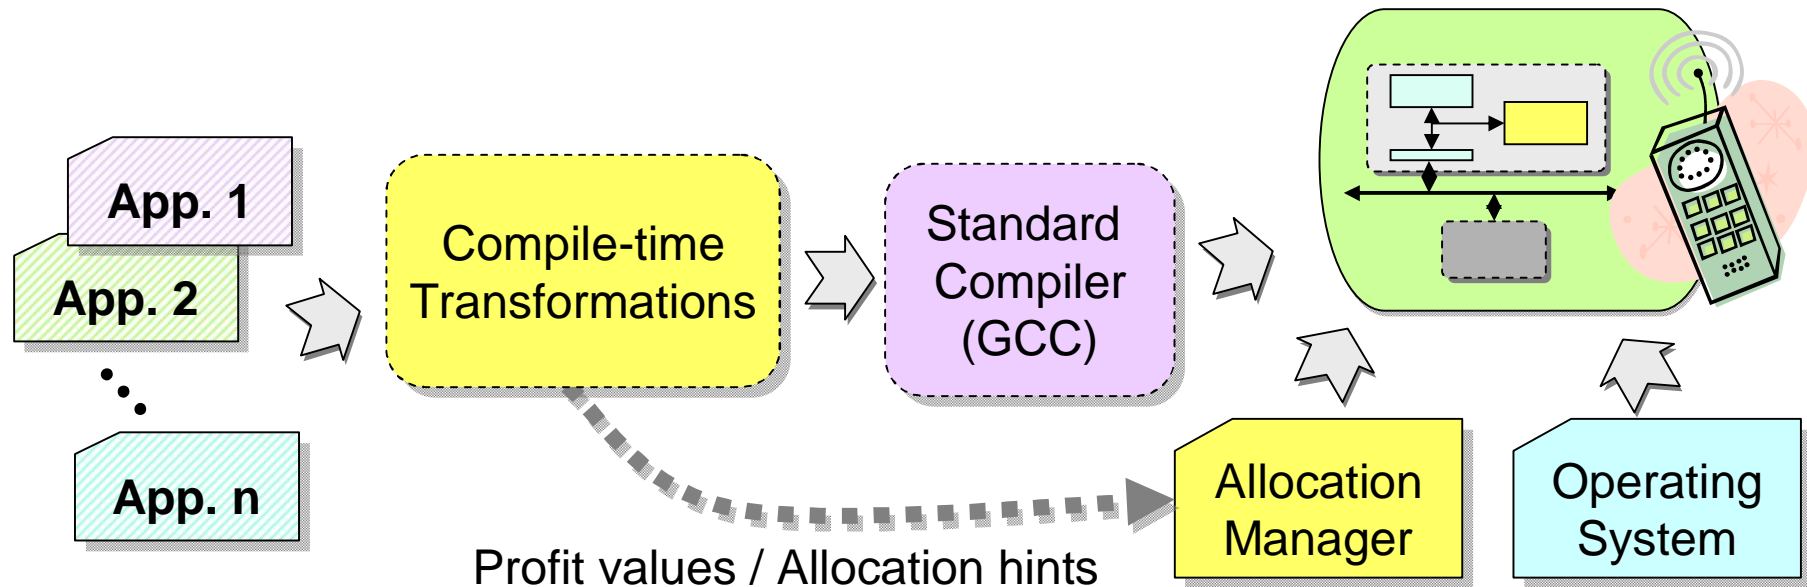 App. 1
App. 2
App. n
Compile-time
Transformations
Standard
Compiler
(GCC)
Profit values / Allocation hints
Allocation
Manager
Operating
System